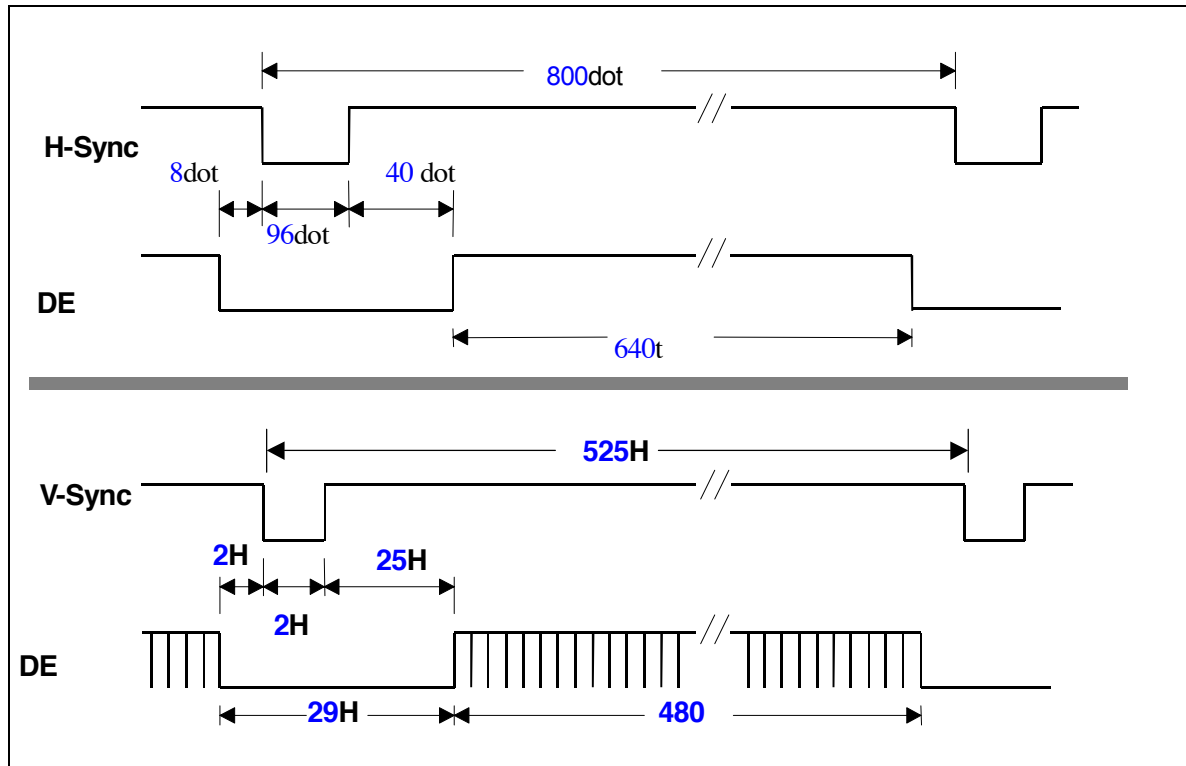 800dot
H-Sync
8dot
40 dot
96dot
DE
640t
525H
V-Sync
2H
25H
2H
DE
29H
480